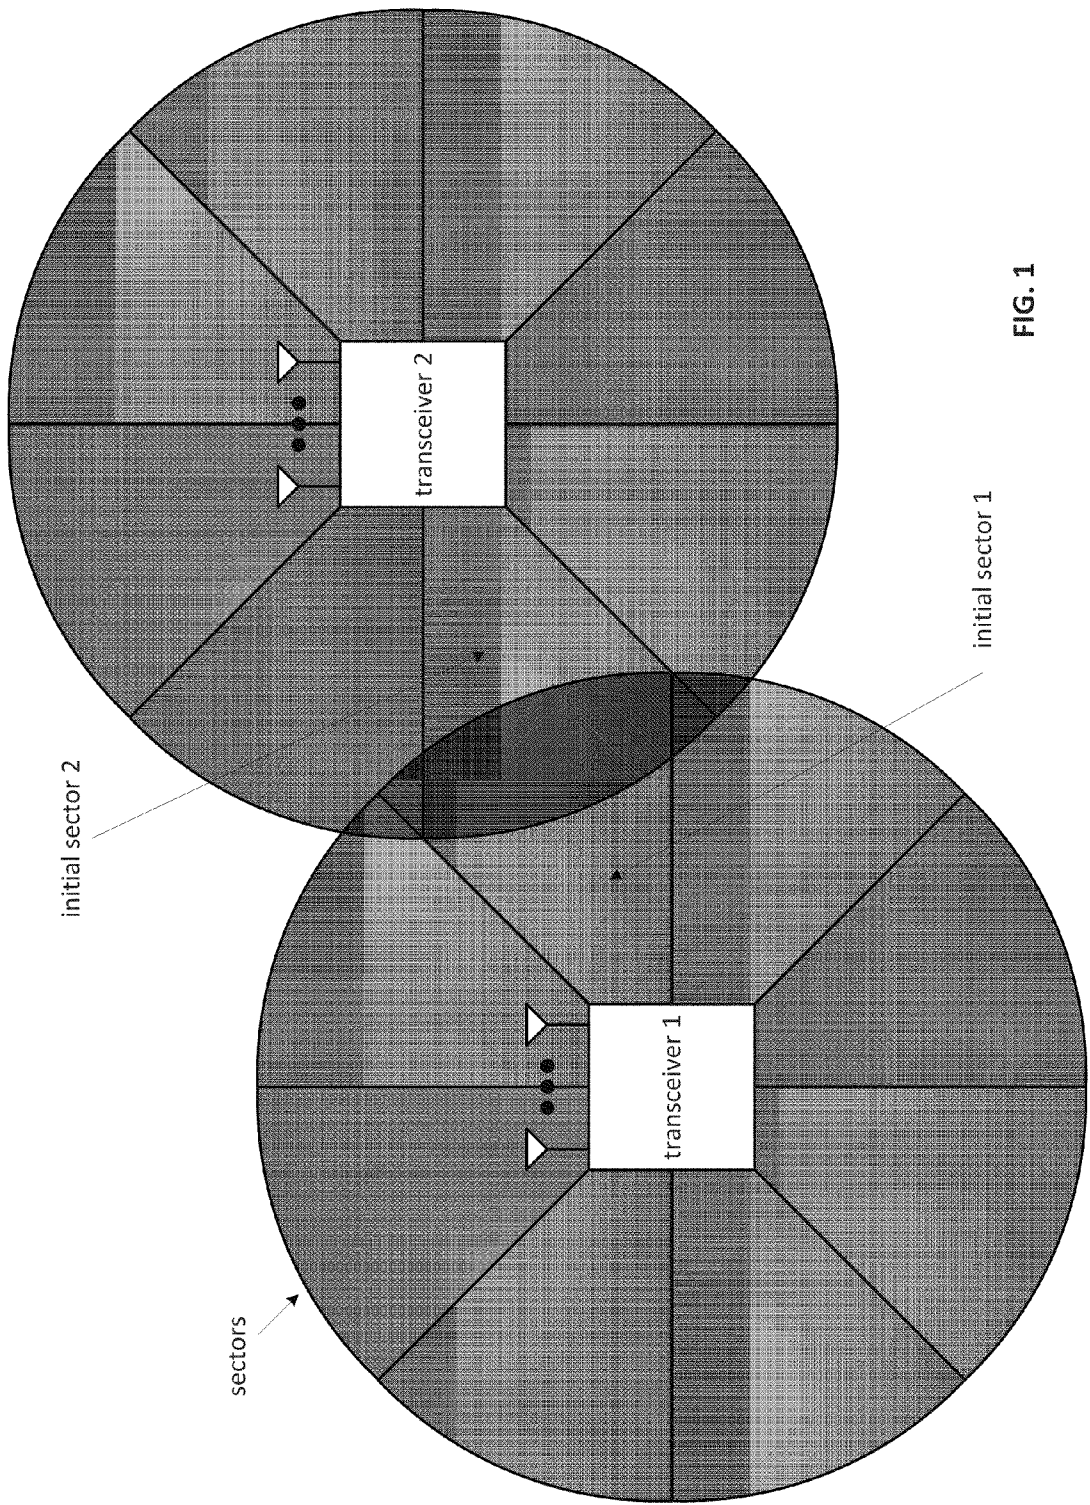 sectors
initial sector 2
transceiver 1
transceiver 2
initial sector 1
FIG. 1